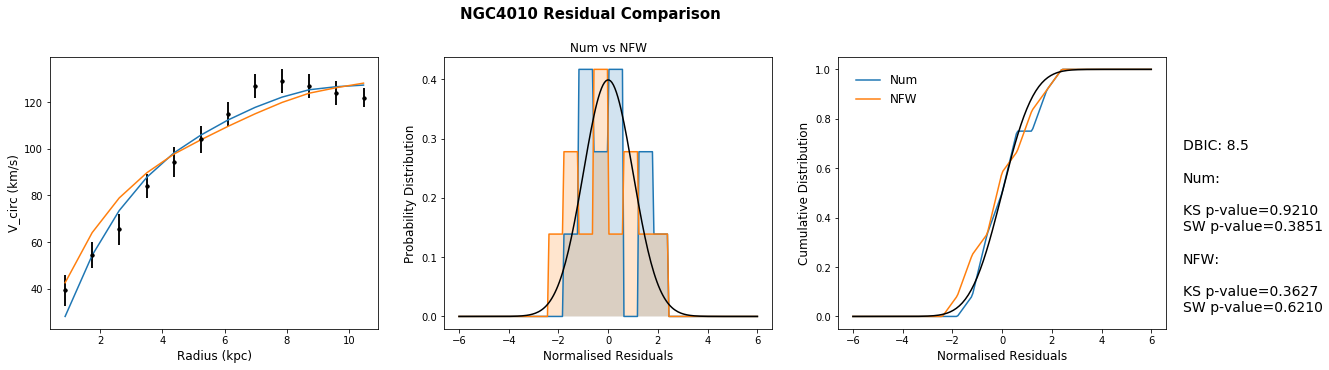 NGC4010 Residual Comparison
V_circ (km/s)
120
100
80
60
40
2 4 6 8 10
Radius (kpc)
Num vs NFW
Probability Distribution
0.4
0.3
0.2
0.1
0.0
−6 −4 −2 0 2 4 6
Normalised Residuals
Cumulative Distribution
1.0
0.8
0.6
0.4
0.2
0.0
Num
NFW
−6 −4 −2 0 2 4 6
Normalised Residuals
DBIC: 8.5
Num:
KS p-value=0.9210
SW p-value=0.3851
NFW:
KS p-value=0.3627
SW p-value=0.6210